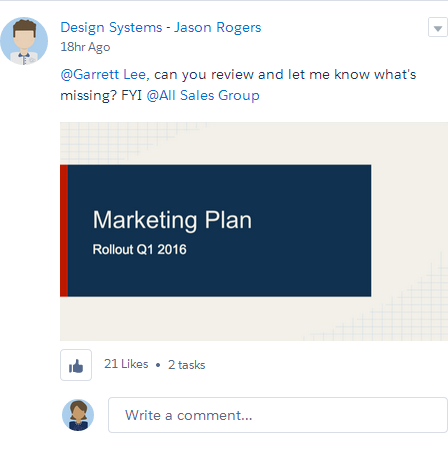 Design Systems - Jason Rogers
18hr Ago
@Garrett Lee, can you review and let me know what's
missing? FYI @All Sales Group
Marketing Plan
Rollout Q1 2016
21 Likes • 2 tasks
Write a comment...